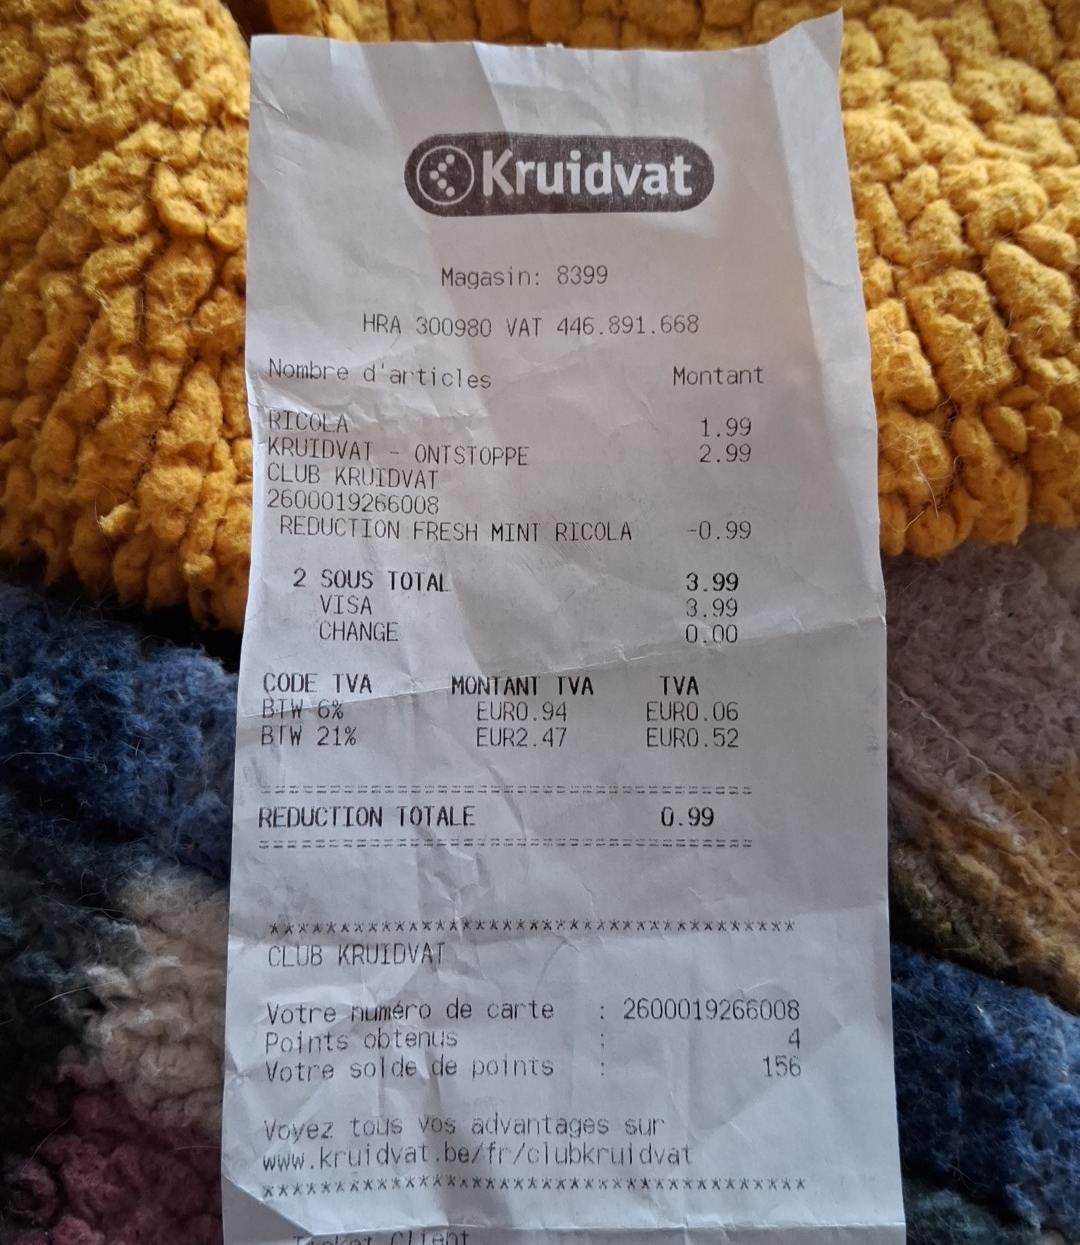 Kruidvat
Magasin: 8399
HRA 300980 VAT 446.891.668
Nombre d'articles Montant
RICOLA 1.99
KRUIDVAT - ONTSTOPPE 2.99
CLUB KRUIDVAT
2600019266008
REDUCTION FRESH MINT RICOLA -0.99
2 SOUS TOTAL 3.99
VISA 3.99
CHANGE 0.00
CODE TVA MONTANT TVA TVA
BTW 6% EUR0.94 EUR0.06
BTW 21% EUR2.47 EUR0.52
====================================
REDUCTION TOTALE 0.99
====================================
**************************************
CLUB KRUIDVAT
Votre numéro de carte : 2600019266008
Points obtenus : 4
Votre solde de points : 156
Voyez tous vos advantages sur
www.kruidvat.be/fr/clubkruidvat
**************************************
Ticket Client